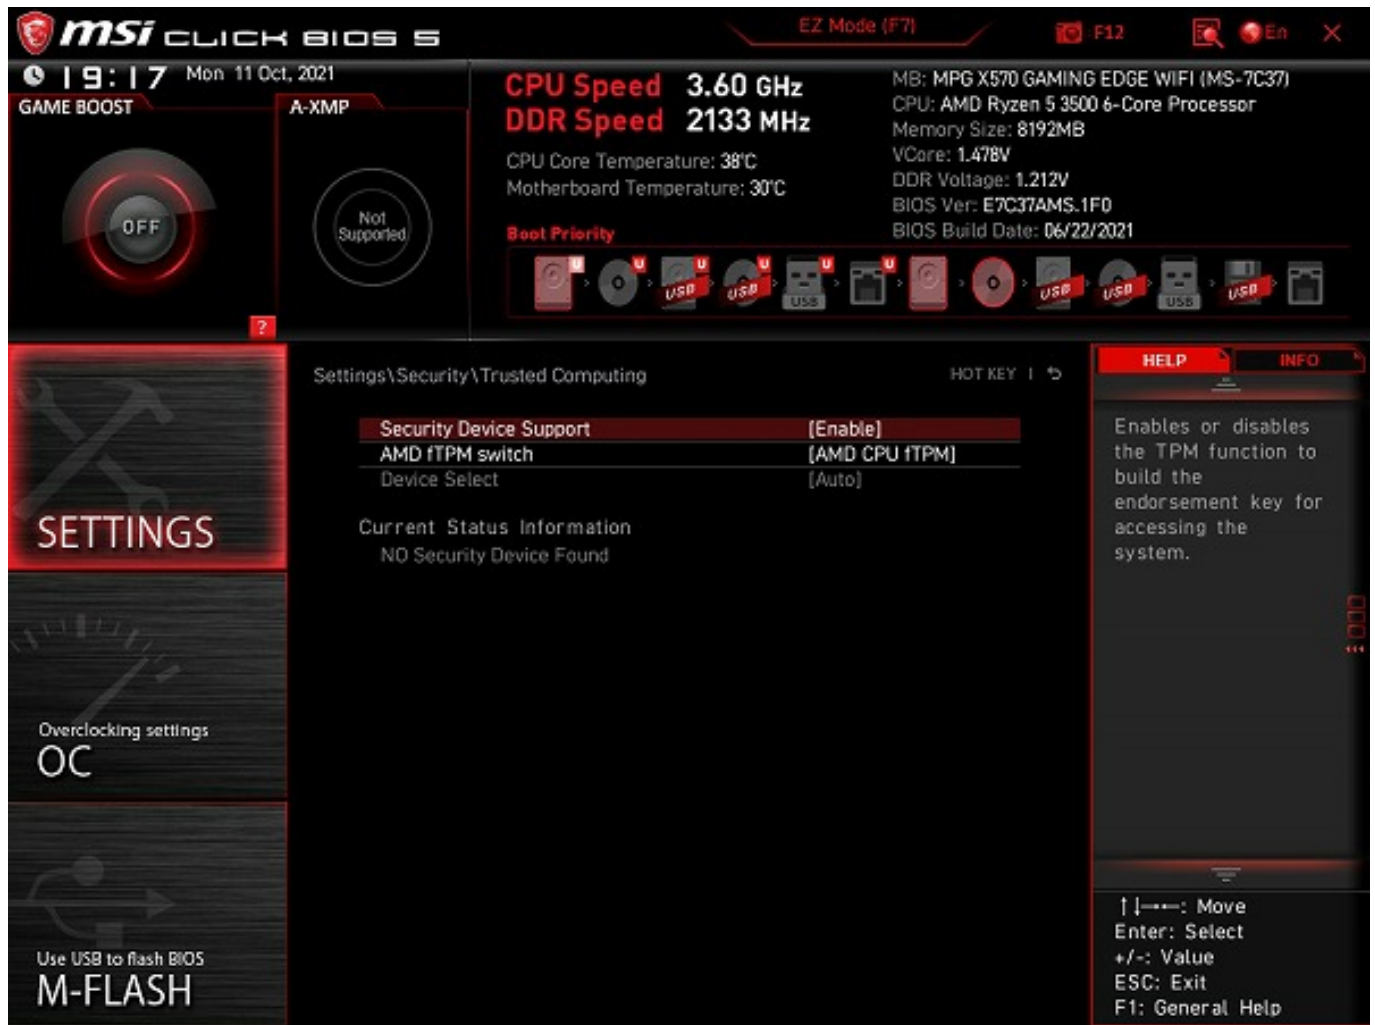 msi CLICK BIOS 5
EZ Mode (F7)
F12
En
19:17 Mon 11 Oct, 2021
GAME BOOST
OFF
A-XMP
Not
Supported
?
CPU Speed 3.60 GHz
DDR Speed 2133 MHz
CPU Core Temperature: 38°C
Motherboard Temperature: 30°C
MB: MPG X570 GAMING EDGE WIFI (MS-7C37)
CPU: AMD Ryzen 5 3500 6-Core Processor
Memory Size: 8192MB
VCore: 1.478V
DDR Voltage: 1.212V
BIOS Ver: E7C37AMS.1F0
BIOS Build Date: 06/22/2021
Boot Priority
U U U U U U
USB USB USB USB USB USB USB
SETTINGS
Overclocking settings
OC
Use USB to flash BIOS
M-FLASH
Settings\Security\Trusted Computing
HOT KEY
Security Device Support [Enable]
AMD fTPM switch [AMD CPU fTPM]
Device Select [Auto]
Current Status Information
NO Security Device Found
HELP
INFO
Enables or disables
the TPM function to
build the
endorsement key for
accessing the
system.
↑↓→←: Move
Enter: Select
+/-: Value
ESC: Exit
F1: General Help